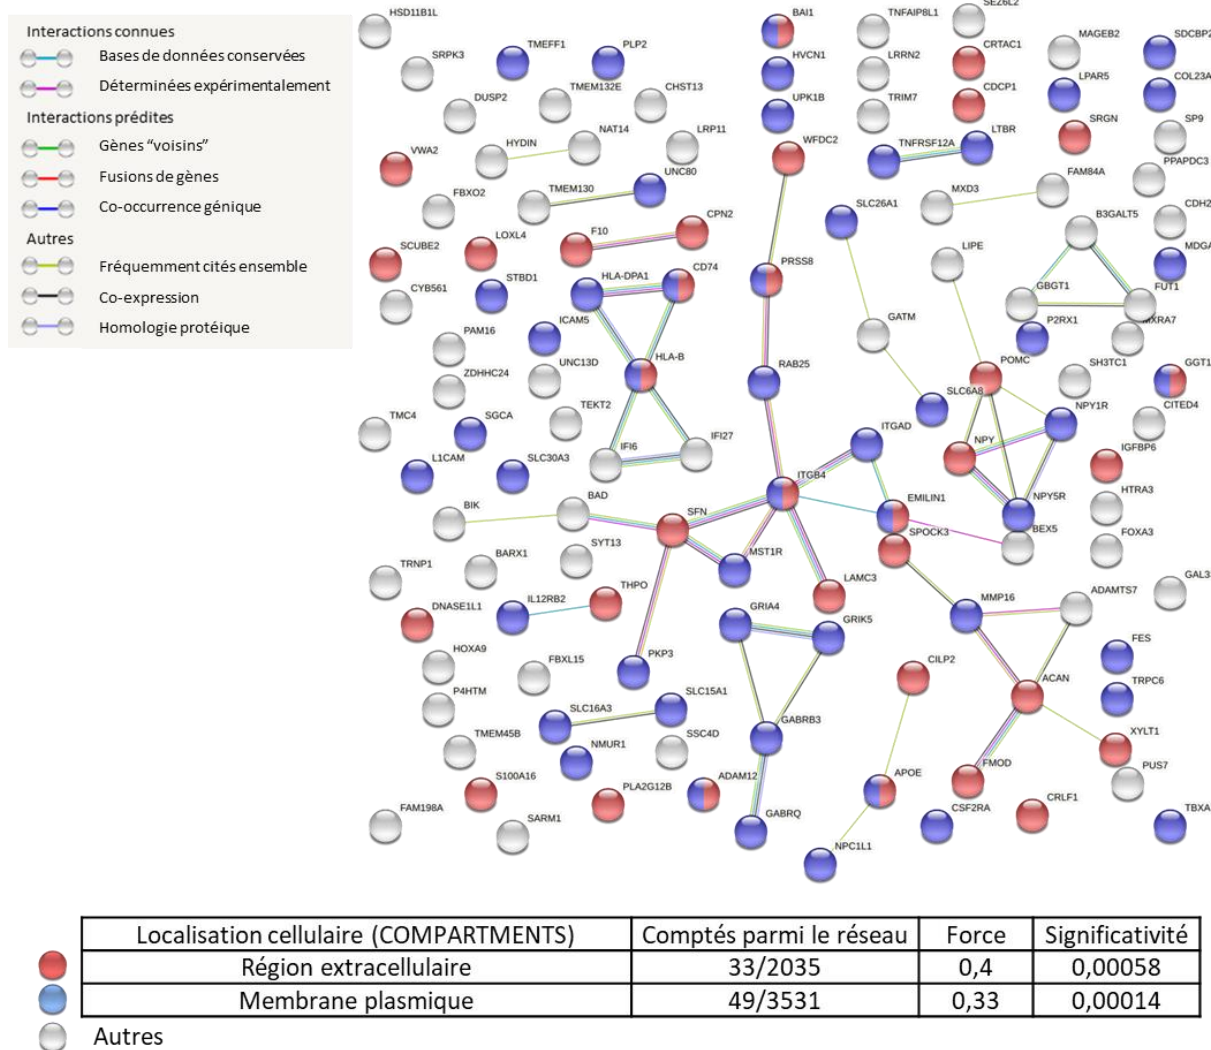 Interactions connues
Bases de données conservées
Déterminées expérimentalement
Interactions prédites
Gènes “voisins”
Fusions de gènes
Co-occurrence génique
Autres
Fréquemment cités ensemble
Co-expression
Homologie protéique
HSD11B1L
BAI1
TNFAIP8L1
SEZ6L2
SRPK3
TMEFF1
PLP2
HVCN1
LRRN2
CRTAC1
MAGEB2
SDCBP2
DUSP2
TMEM132E
CHST13
UPK1B
TRIM7
CDCP1
LPAR5
COL23A
HYDIN
NAT14
LRP11
WFDC2
TNFRSF12A
LTBR
SRGN
SP9
VWA2
FBXO2
TMEM130
UNC80
SLC26A1
MXD3
FAM84A
PPAPDC3
SCUBE2
LOXL4
F10
CPN2
PRSS8
LIPE
B3GALT5
CDH2
MDGA
CYB561
STBD1
HLA-DPA1
CD74
GATM
GBGT1
FUT1
PAM16
ICAM5
HLA-B
RAB25
POMC
P2RX1
MXRA7
ZDHHC24
UNC13D
SLC6A8
SH3TC1
GGT1
TMC4
SGCA
TEKT2
IFI6
IFI27
ITGAD
NPY
NPY1R
CITED4
L1CAM
SLC30A3
ITGB4
EMILIN1
NPY5R
IGFBP6
HTRA3
BIK
BAD
SFN
SPOCK3
BEX5
FOXA3
TRNP1
BARX1
SYT13
MST1R
LAMC3
MMP16
ADAMTS7
GAL3
DNASE1L1
IL12RB2
THPO
GRIA4
GRIK5
FES
HOXA9
FBXL15
PKP3
CILP2
ACAN
TRPC6
P4HTM
SLC16A3
SLC15A1
GABRB3
XYLT1
TMEM45B
NMUR1
SSC4D
FMOD
PUS7
S100A16
PLA2G12B
ADAM12
APOE
FAM198A
SARM1
GABRQ
CSF2RA
CRLF1
TBXA
NPC1L1
Localisation cellulaire (COMPARTMENTS) Comptés parmi le réseau Force Significativité
Région extracellulaire 33/2035 0,4 0,00058
Membrane plasmique 49/3531 0,33 0,00014
Autres